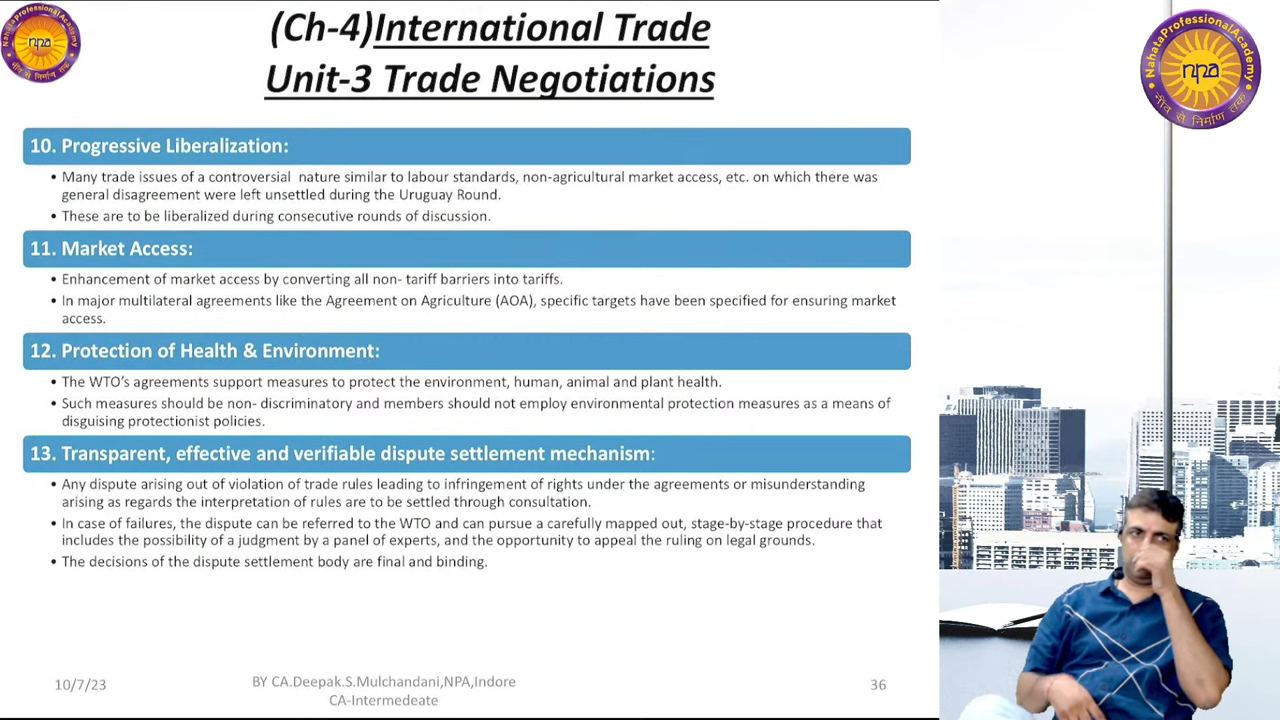 (Ch-4)International Trade
Unit-3 Trade Negotiations
NahataProfessionalAcademy
npa
नींव से निर्माण तक
NahataProfessionalAcademy
npa
नींव से निर्माण तक
10. Progressive Liberalization:
• Many trade issues of a controversial nature similar to labour standards, non-agricultural market access, etc. on which there was
general disagreement were left unsettled during the Uruguay Round.
• These are to be liberalized during consecutive rounds of discussion.
11. Market Access:
• Enhancement of market access by converting all non- tariff barriers into tariffs.
• In major multilateral agreements like the Agreement on Agriculture (AOA), specific targets have been specified for ensuring market
access.
12. Protection of Health & Environment:
• The WTO's agreements support measures to protect the environment, human, animal and plant health.
• Such measures should be non- discriminatory and members should not employ environmental protection measures as a means of
disguising protectionist policies.
13. Transparent, effective and verifiable dispute settlement mechanism:
• Any dispute arising out of violation of trade rules leading to infringement of rights under the agreements or misunderstanding
arising as regards the interpretation of rules are to be settled through consultation.
• In case of failures, the dispute can be referred to the WTO and can pursue a carefully mapped out, stage-by-stage procedure that
includes the possibility of a judgment by a panel of experts, and the opportunity to appeal the ruling on legal grounds.
• The decisions of the dispute settlement body are final and binding.
10/7/23
BY CA.Deepak.S.Mulchandani,NPA,Indore
CA-Intermedeate
36